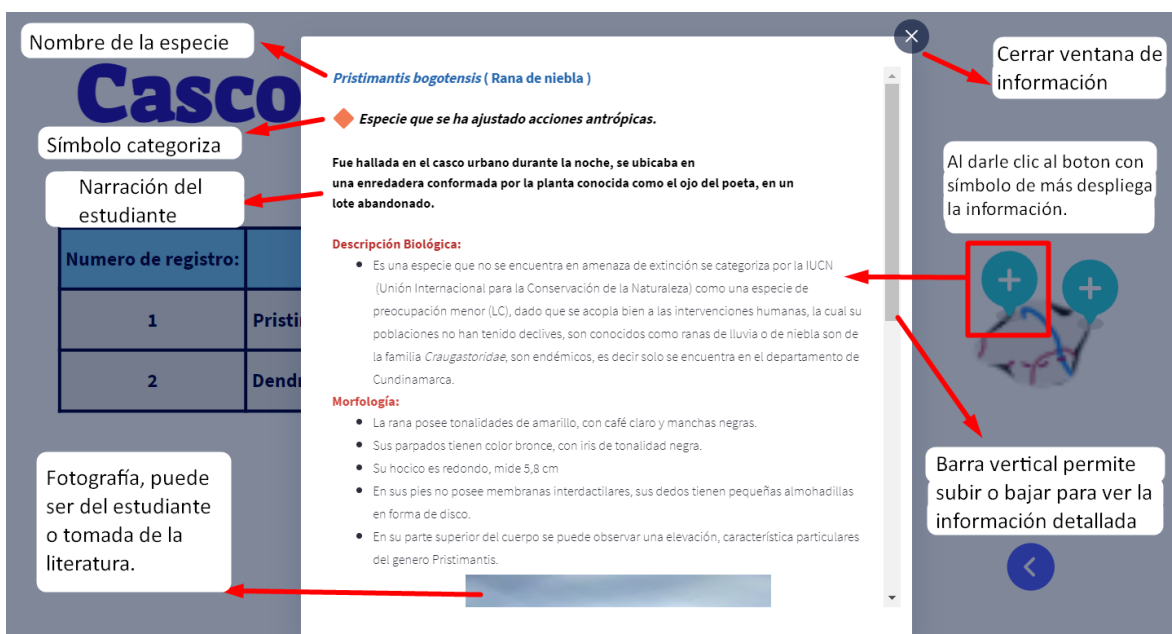 Nombre de la especie
Casco
Símbolo categoriza
Narración del
estudiante
Numero de registro:
1
Pristi
2
Dend
Fotografía, puede
ser del estudiante
o tomada de la
literatura.
Pristimantis bogotensis ( Rana de niebla )
Especie que se ha ajustado acciones antrópicas.
Fue hallada en el casco urbano durante la noche, se ubicaba en
una enredadera conformada por la planta conocida como el ojo del poeta, en un
lote abandonado.
Descripción Biológica:
Es una especie que no se encuentra en amenaza de extinción se categoriza por la IUCN
(Unión Internacional para la Conservación de la Naturaleza) como una especie de
preocupación menor (LC), dado que se acopla bien a las intervenciones humanas, la cual su
poblaciones no han tenido declives, son conocidos como ranas de lluvia o de niebla son de
la familia Craugastoridae, son endémicos, es decir solo se encuentra en el departamento de
Cundinamarca.
Morfología:
La rana posee tonalidades de amarillo, con café claro y manchas negras.
Sus parpados tienen color bronce, con iris de tonalidad negra.
Su hocico es redondo, mide 5,8 cm
En sus pies no posee membranas interdactilares, sus dedos tienen pequeñas almohadillas
en forma de disco.
En su parte superior del cuerpo se puede observar una elevación, característica particulares
del genero Pristimantis.
Cerrar ventana de
información
Al darle clic al boton con
símbolo de más despliega
la información.
Barra vertical permite
subir o bajar para ver la
información detallada